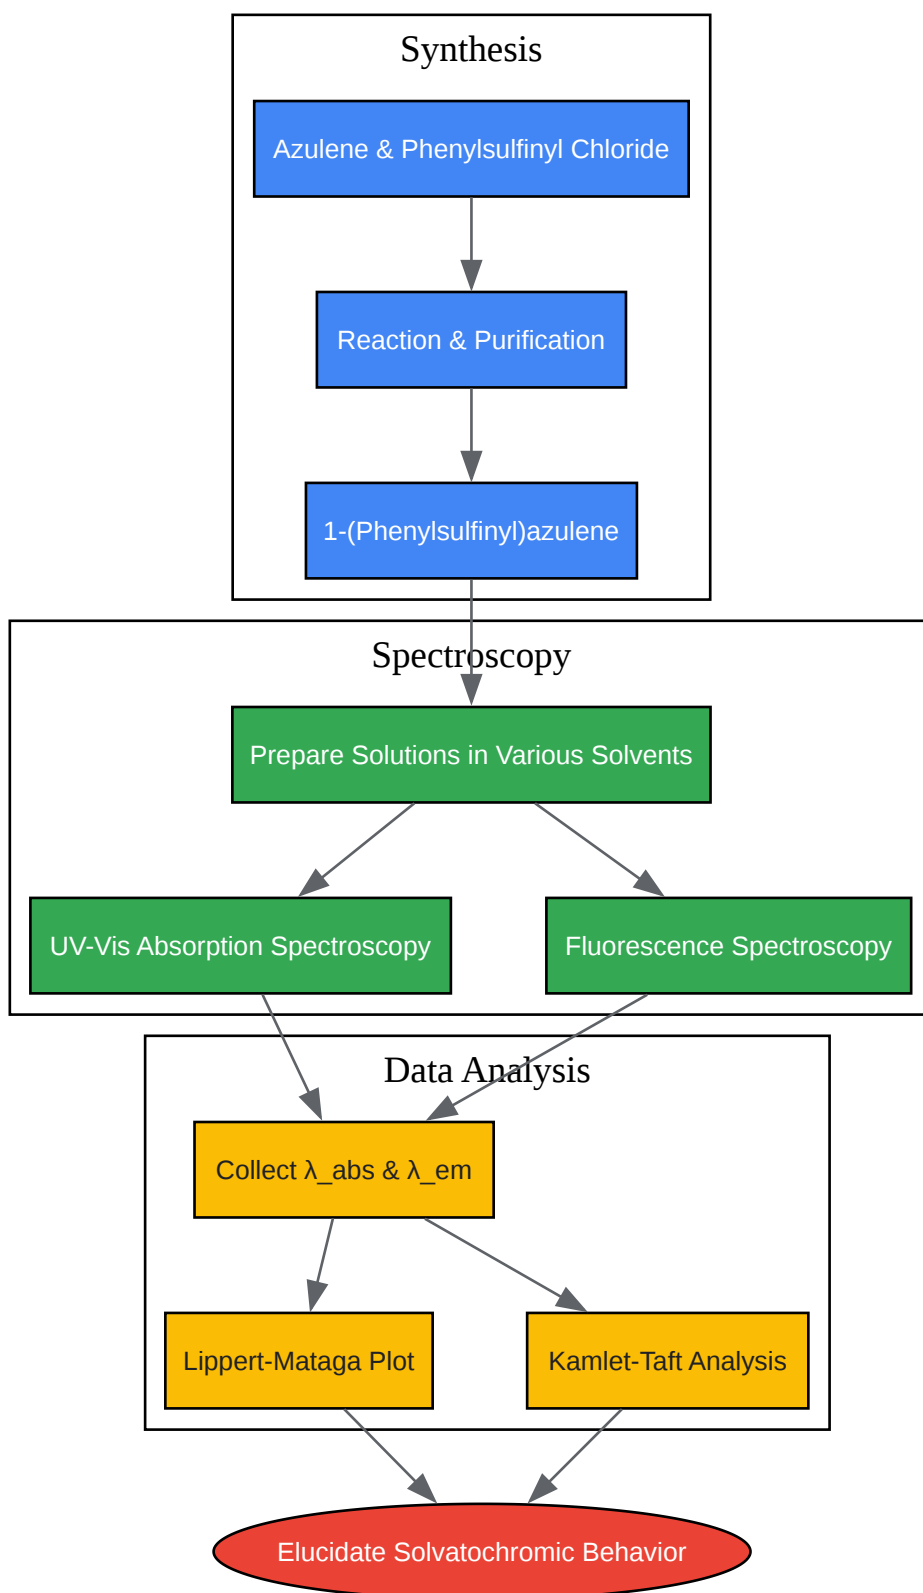 Synthesis
Azulene & Phenylsulfinyl Chloride
Reaction & Purification
1-(Phenylsulfinyl)azulene
Spectroscopy
Prepare Solutions in Various Solvents
UV-Vis Absorption Spectroscopy
Fluorescence Spectroscopy
Data Analysis
Collect λ_abs & λ_em
Lippert-Mataga Plot
Kamlet-Taft Analysis
Elucidate Solvatochromic Behavior